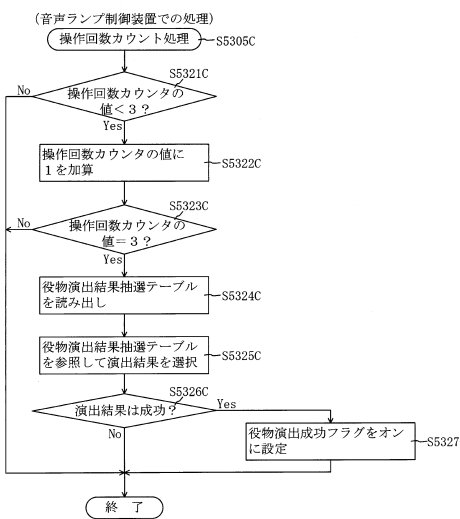 (音声ランプ制御装置での処理)
操作回数カウント処理
S5305C
S5321C
No
操作回数カウンタの
値<3?
Yes
操作回数カウンタの値に
1を加算
S5322C
S5323C
No
操作回数カウンタの
値=3?
Yes
役物演出結果抽選テーブル
を読み出し
S5324C
役物演出結果抽選テーブル
を参照して演出結果を選択
S5325C
S5326C
演出結果は成功?
Yes
No
役物演出成功フラグをオン
に設定
S5327
終 了